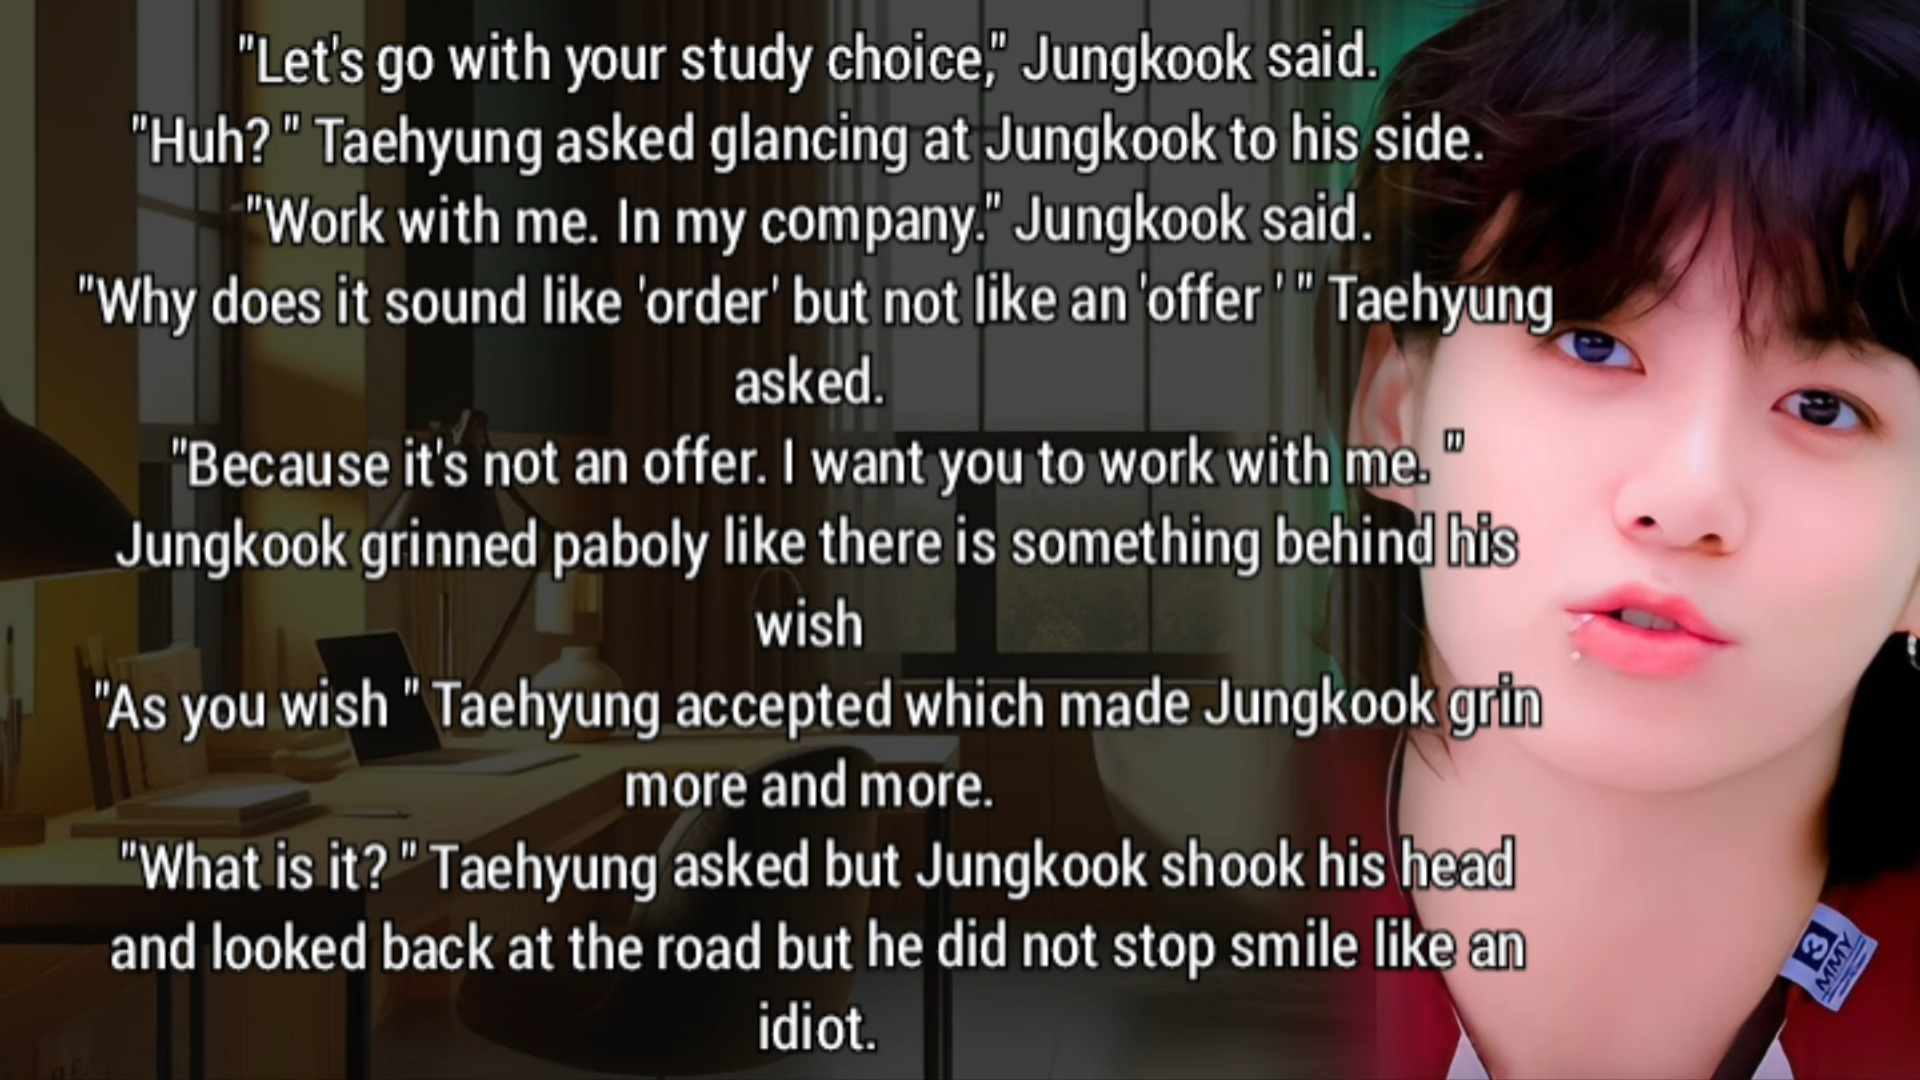 "Let's go with your study choice," Jungkook said.
"Huh? " Taehyung asked glancing at Jungkook to his side.
"Work with me. In my company." Jungkook said.
"Why does it sound like 'order' but not like an 'offer ' " Taehyung
asked.
"Because it's not an offer. I want you to work with me. "
Jungkook grinned paboly like there is something behind his
wish
"As you wish " Taehyung accepted which made Jungkook grin
more and more.
"What is it? " Taehyung asked but Jungkook shook his head
and looked back at the road but he did not stop smile like an
idiot.
3
MMY